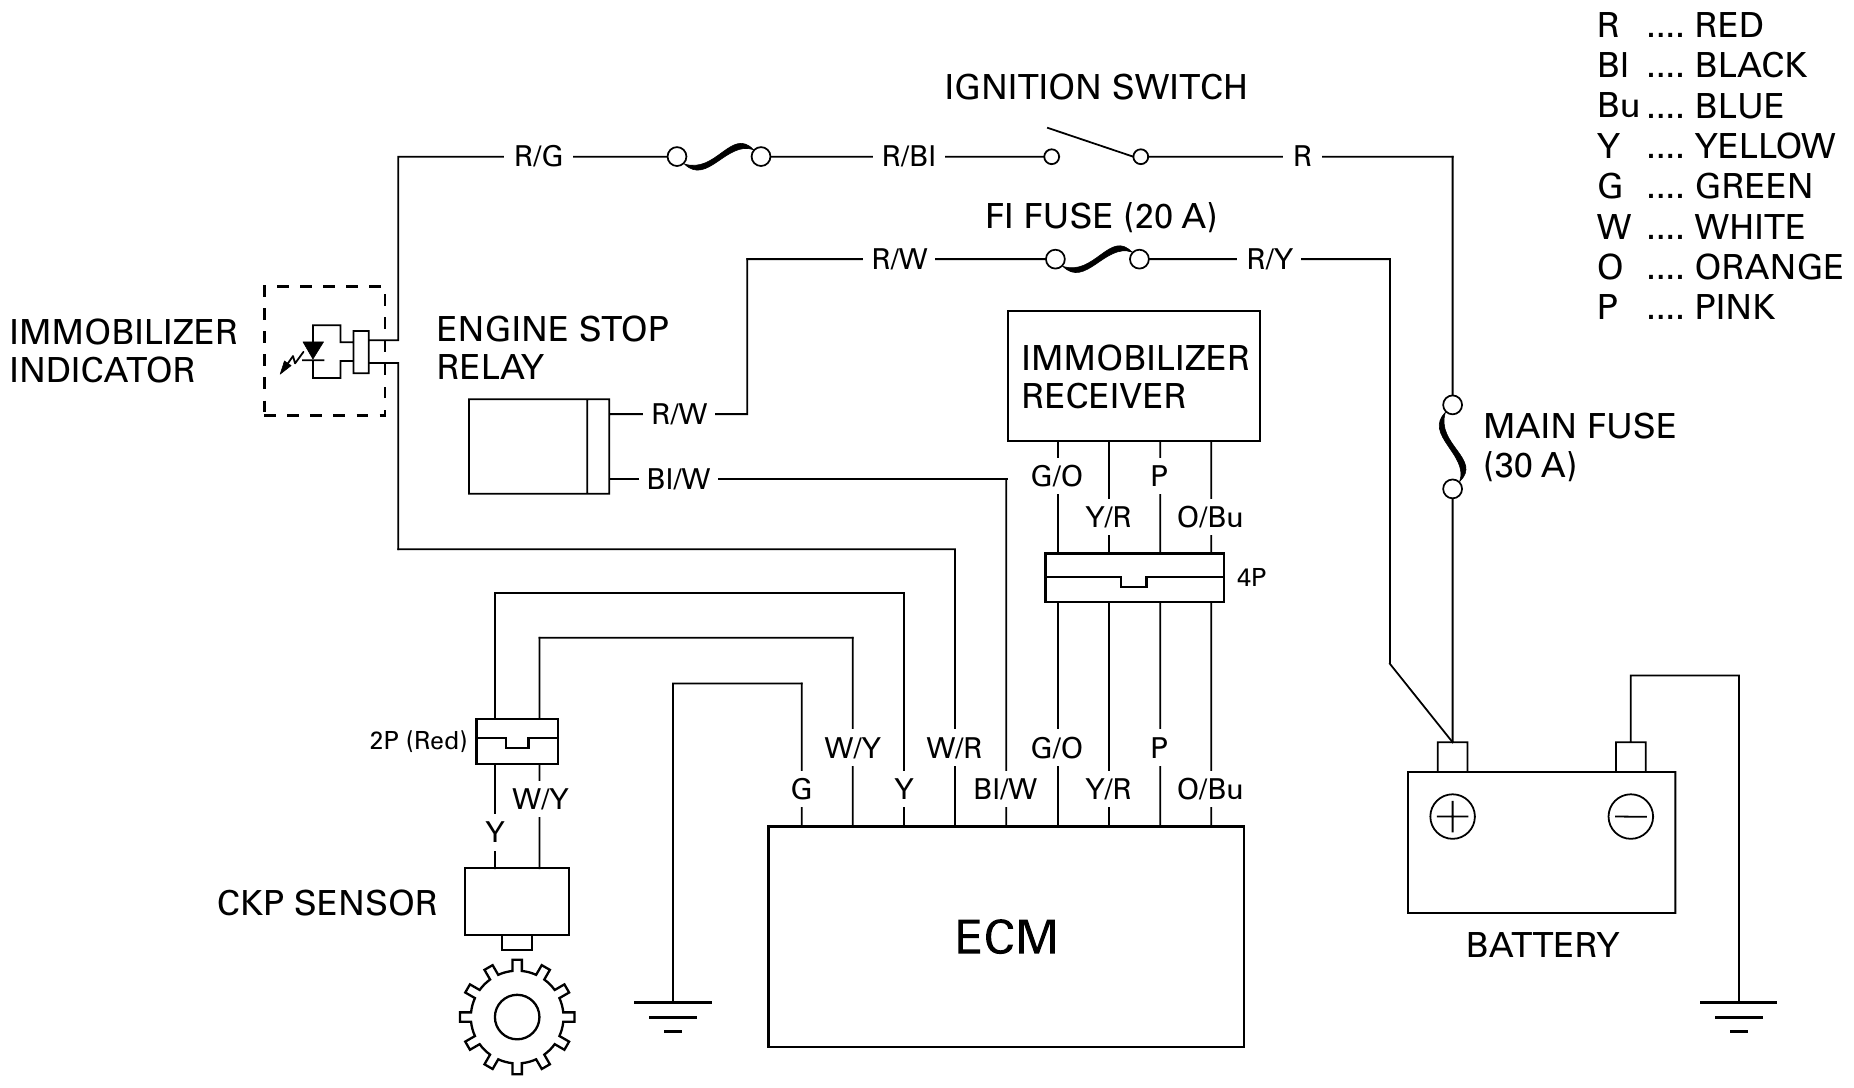 R .... RED
Bl .... BLACK
Bu .... BLUE
Y .... YELLOW
G .... GREEN
W .... WHITE
O .... ORANGE
P .... PINK
IGNITION SWITCH
R/G
R/Bl
R
FI FUSE (20 A)
R/W
R/Y
IMMOBILIZER
INDICATOR
ENGINE STOP
RELAY
R/W
Bl/W
IMMOBILIZER
RECEIVER
MAIN FUSE
(30 A)
G/O
P
Y/R
O/Bu
4P
2P (Red)
W/Y
W/R
G/O
P
G
Y
Bl/W
Y/R
O/Bu
W/Y
Y
CKP SENSOR
ECM
BATTERY